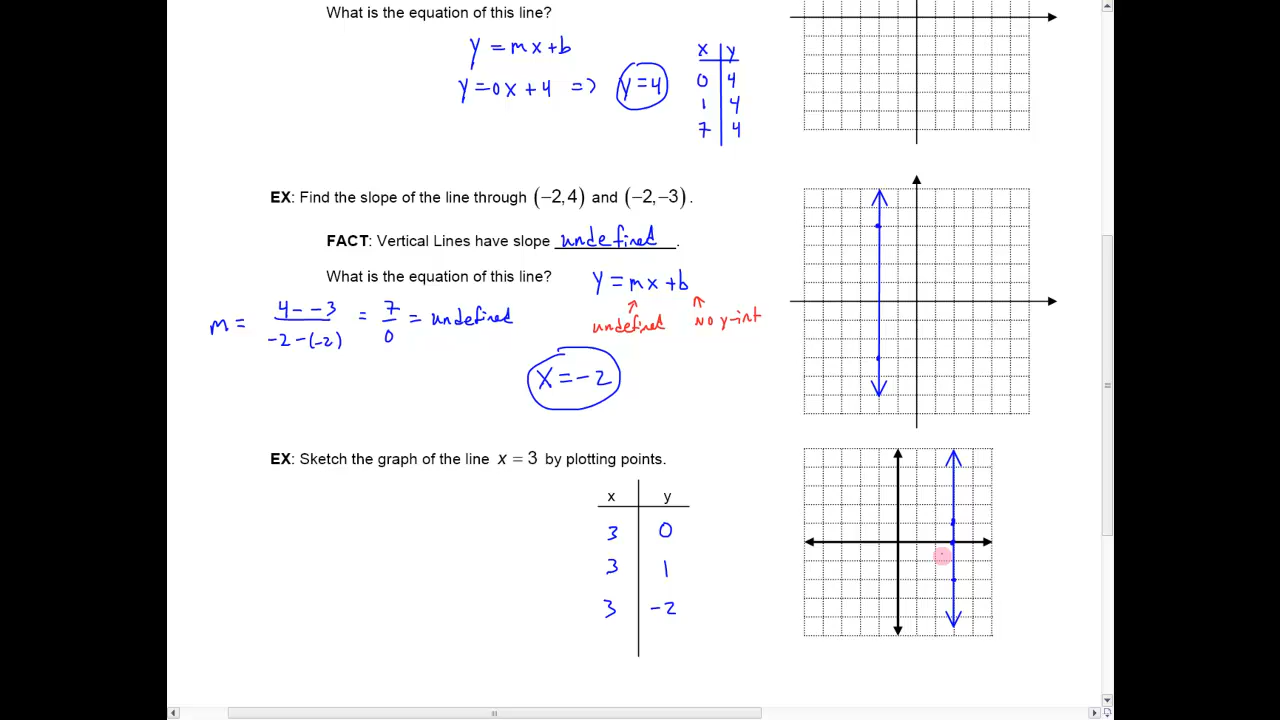 What is the equation of this line?
y = mx + b
y = 0x + 4 => y = 4
x y
0 4
1 4
7 4
EX: Find the slope of the line through (−2, 4) and (−2, −3).
FACT: Vertical Lines have slope undefined.
What is the equation of this line? y = mx + b
undefined no y-int
m = 4 - -3 / -2 - (-2) = 7/0 = undefined
x = -2
EX: Sketch the graph of the line x = 3 by plotting points.
x y
3 0
3 1
3 -2